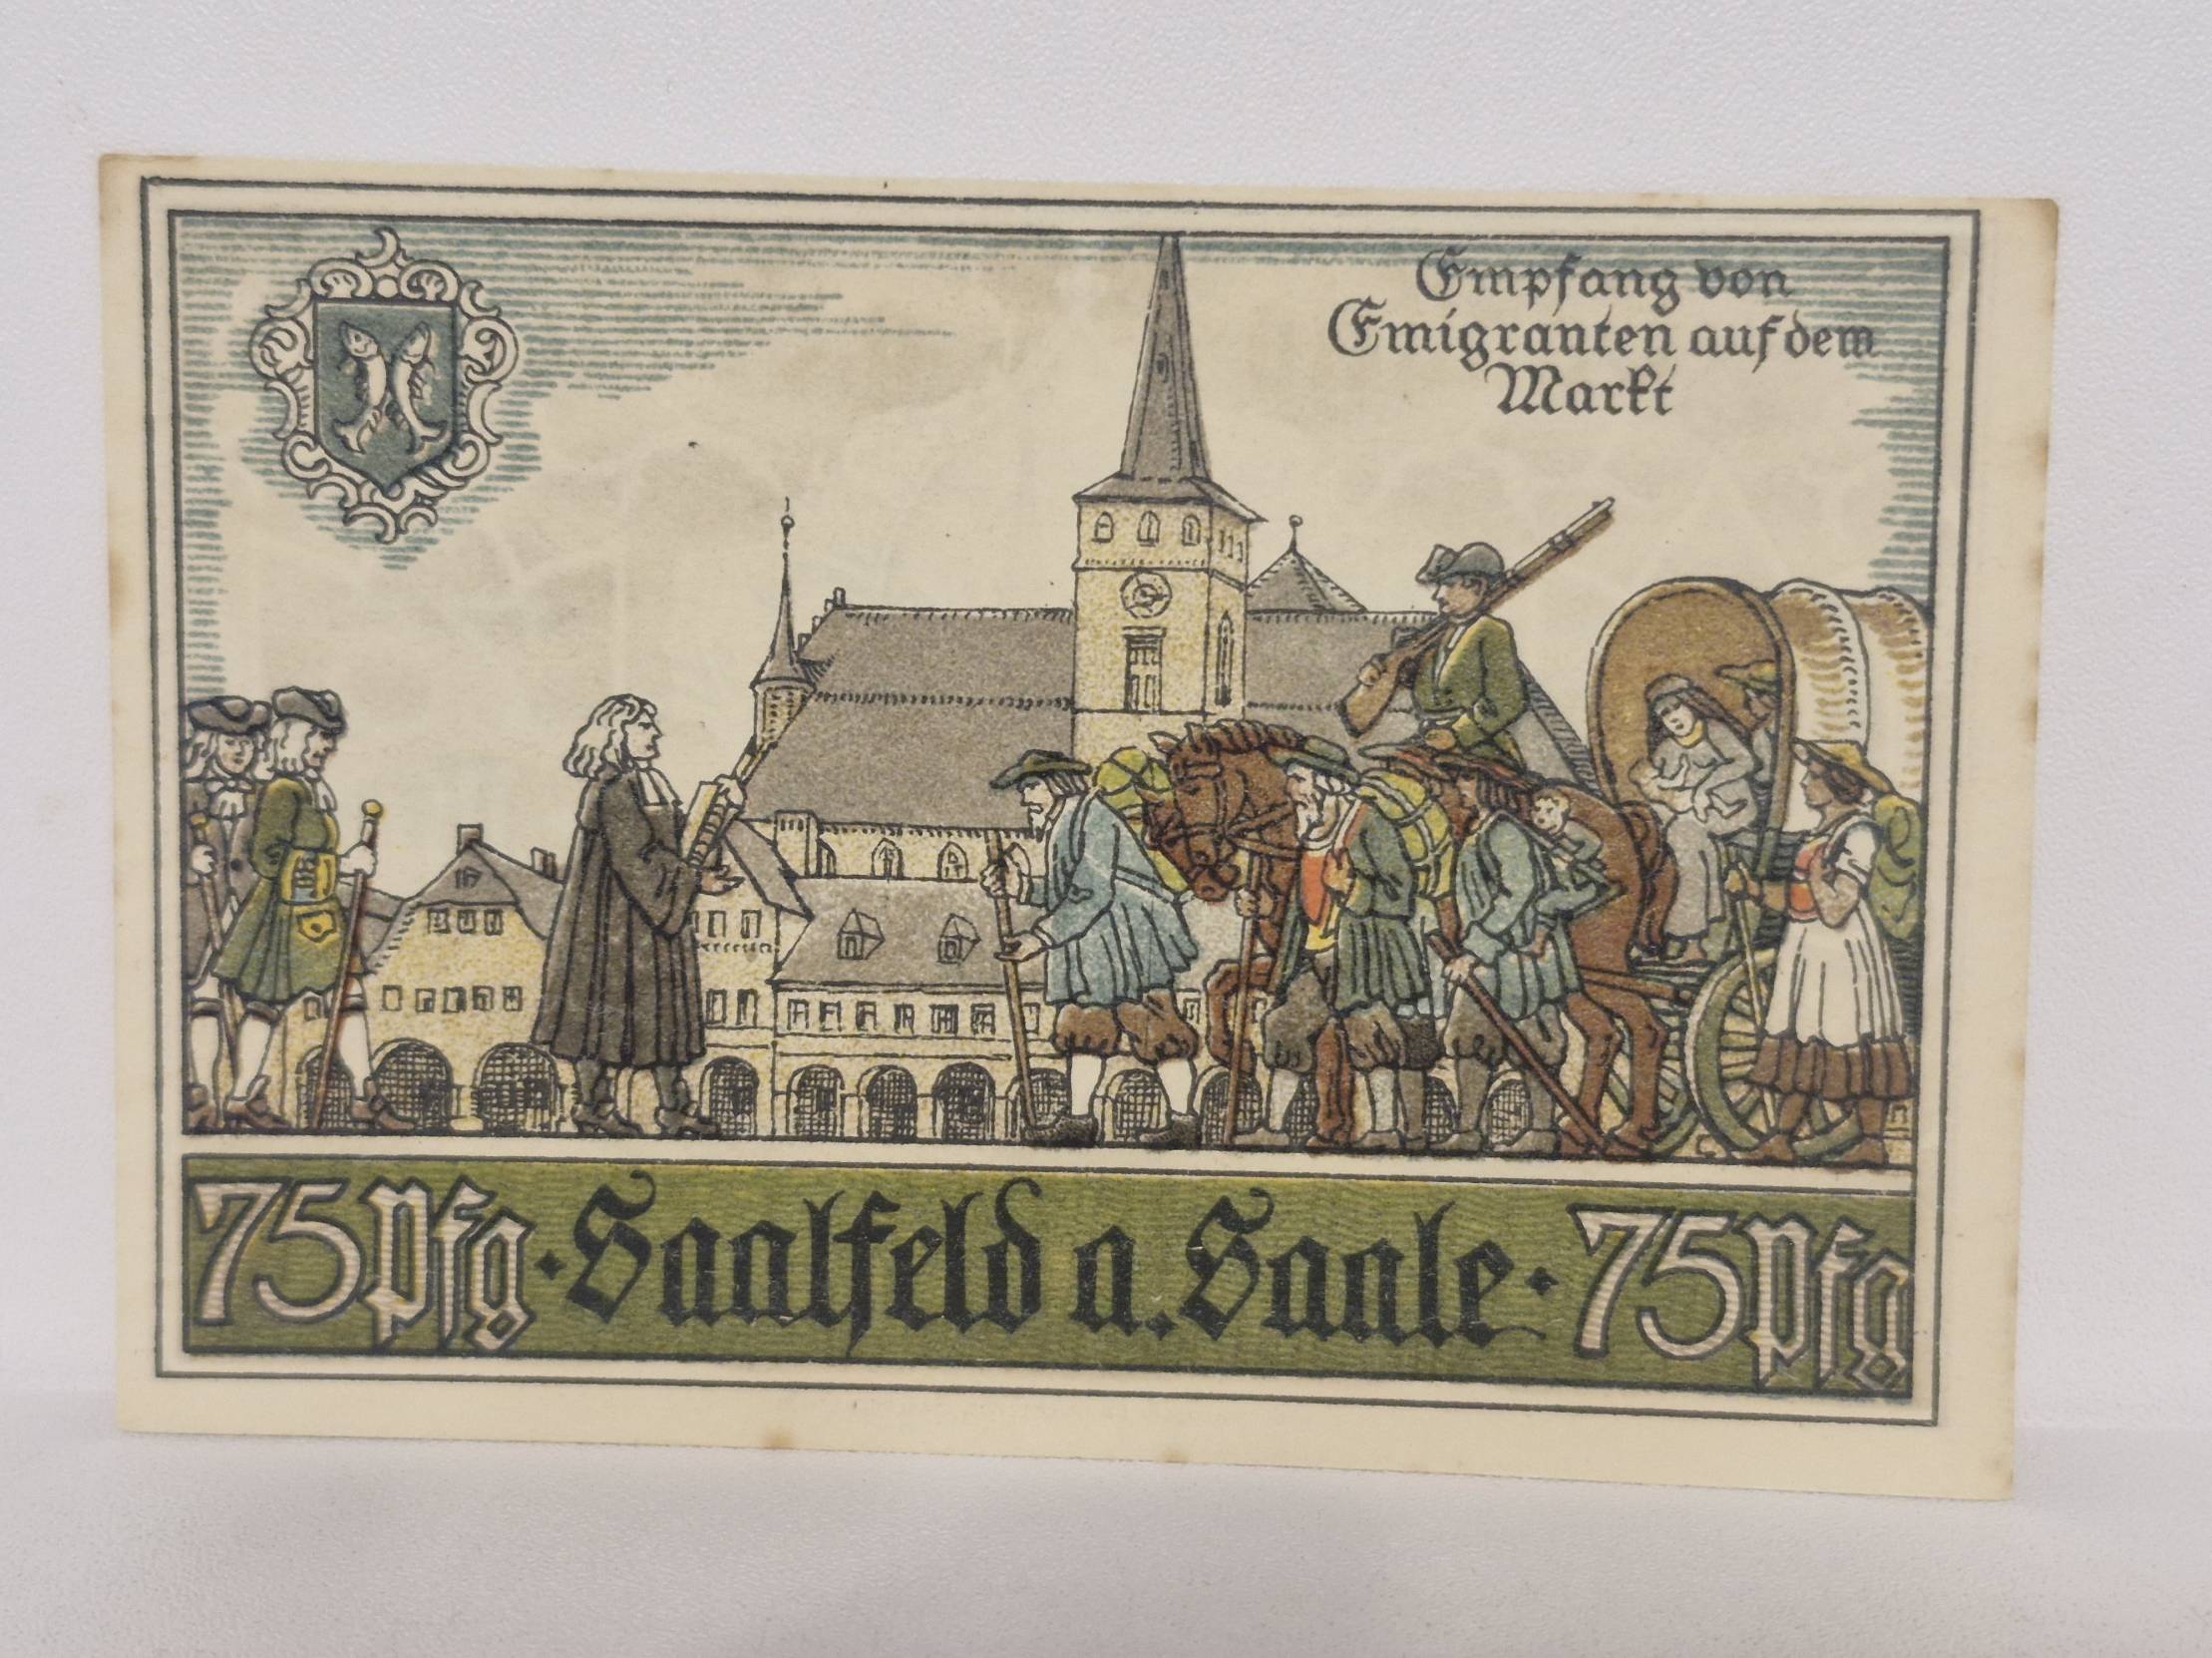 Empfang von
Emigranten auf dem
Markt
75 Pfg · Saalfeld a. Saale · 75 Pfg